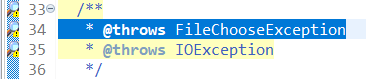 33 /**
34 * @throws FileChooseException
35 * @throws IOException
36 */